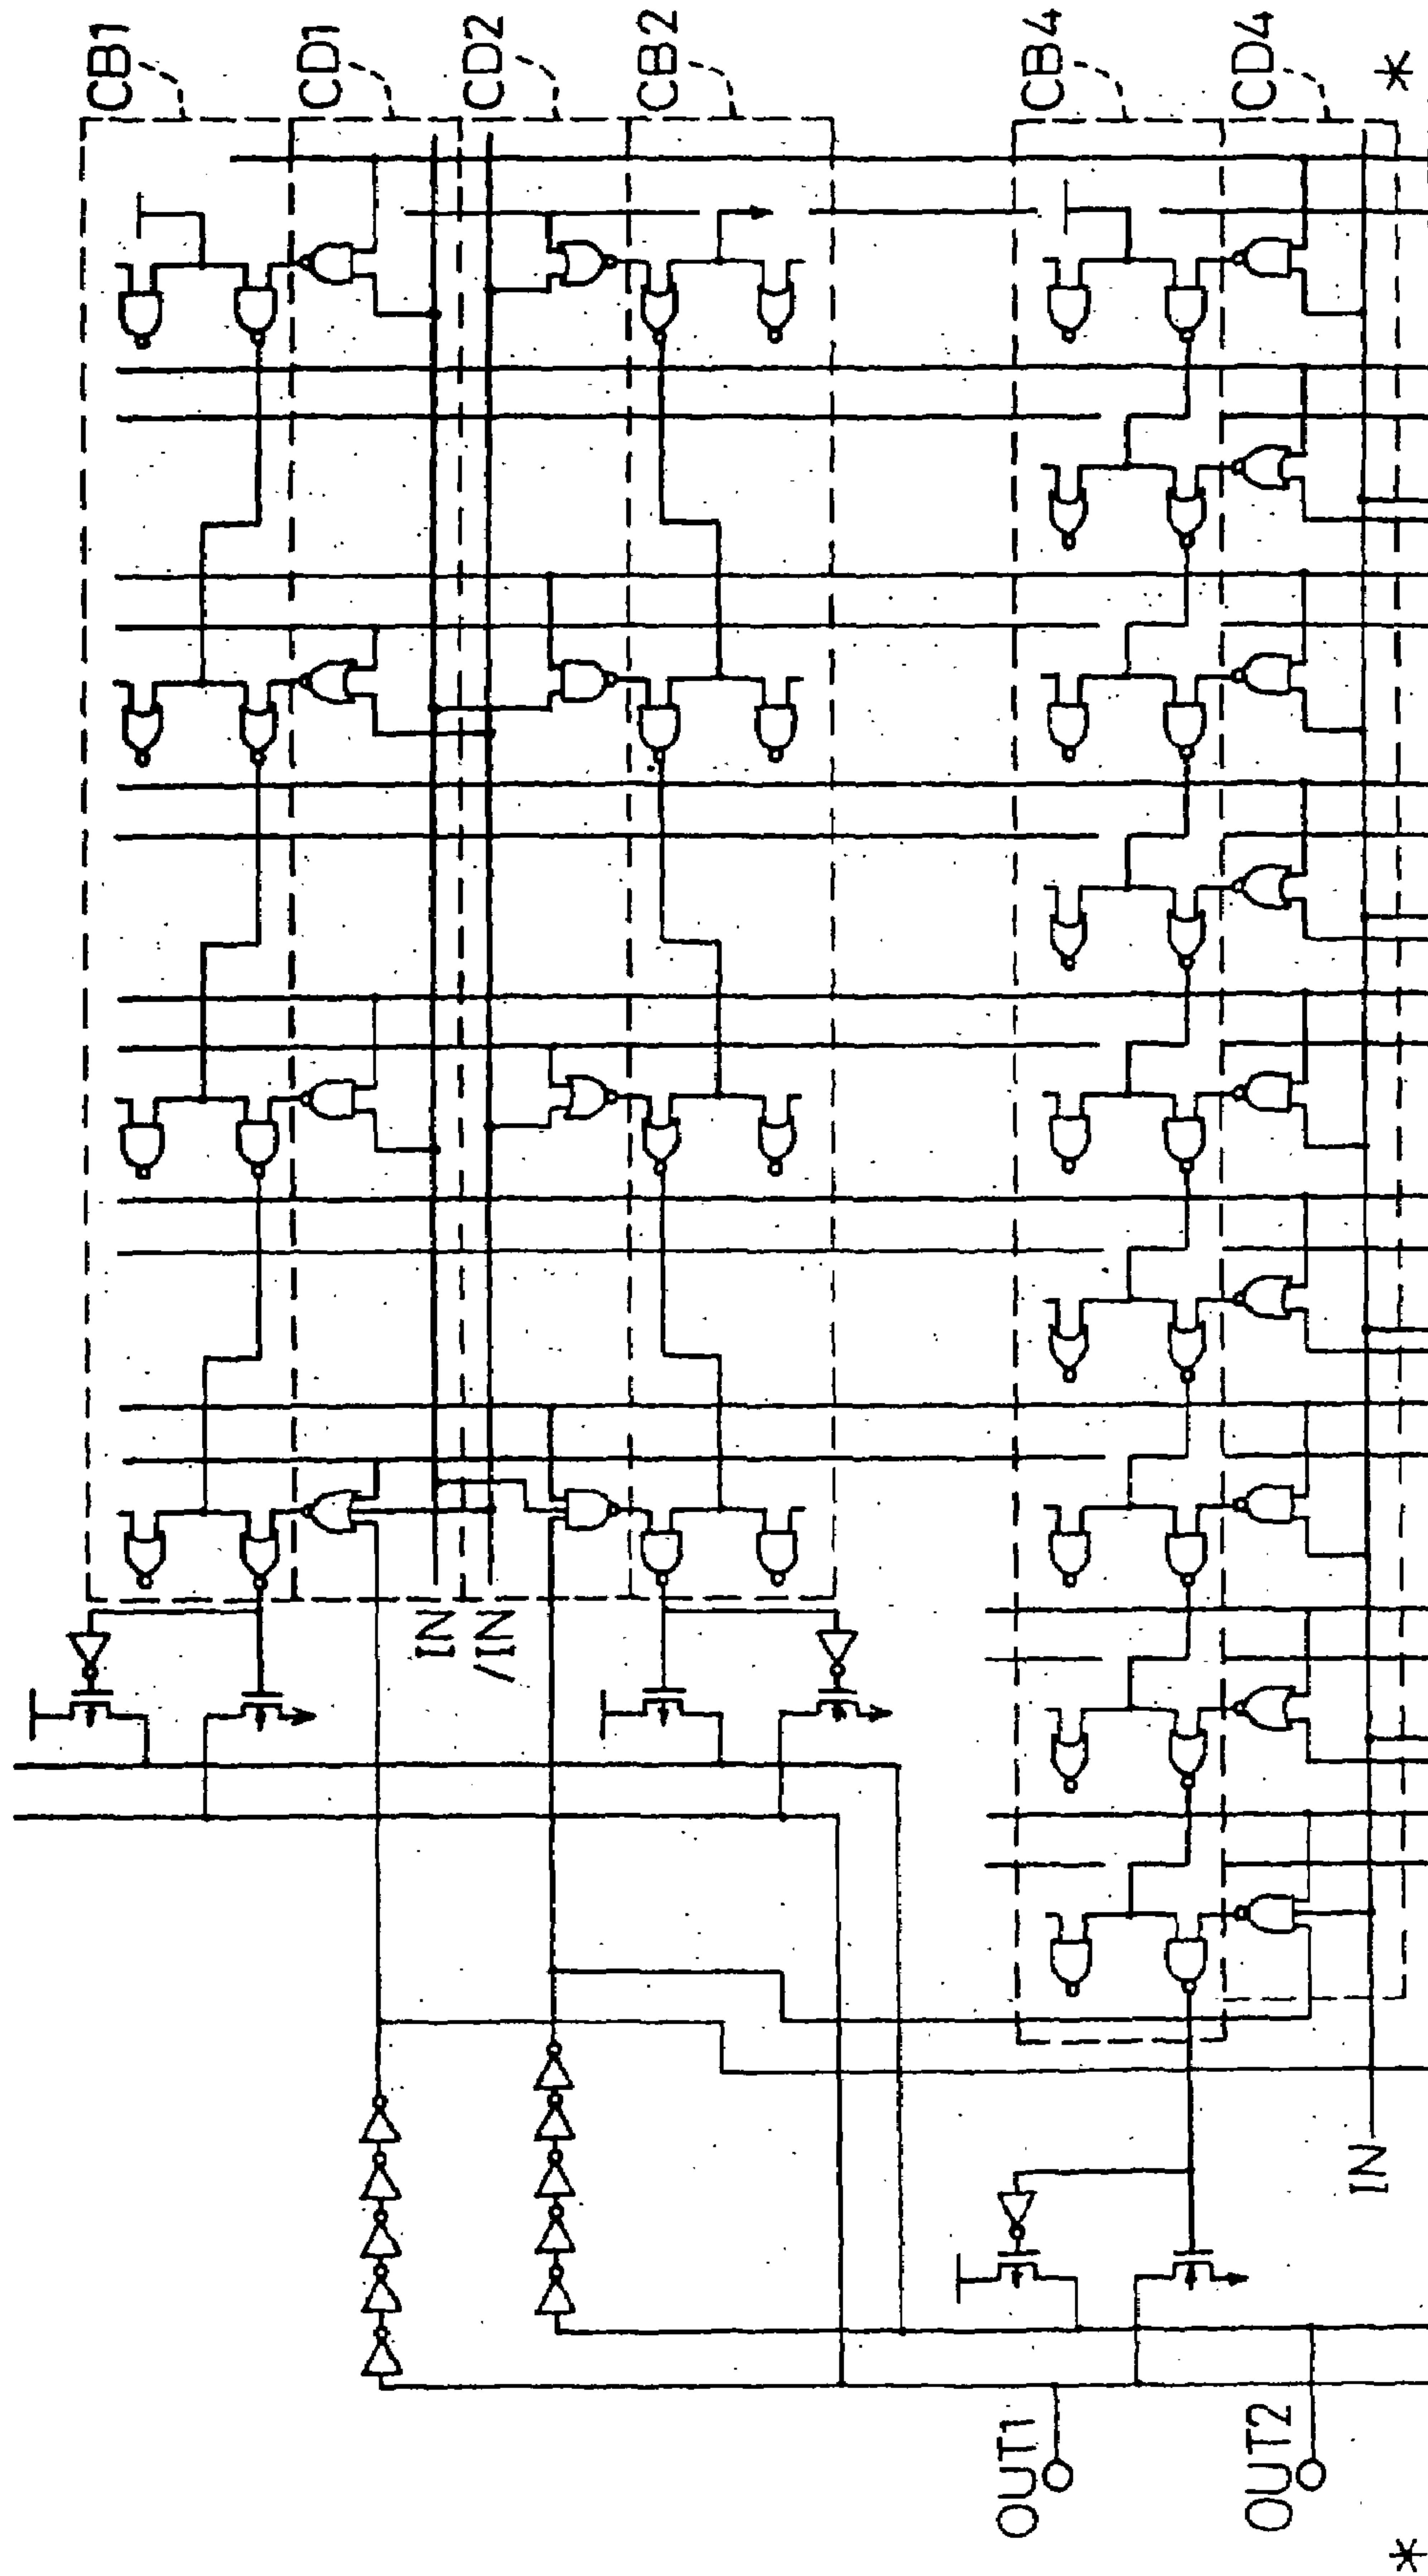 CB1
CD1
CD2
CB2
CB4
CD4
*
IN
/IN
IN
OUT1
OUT2
*